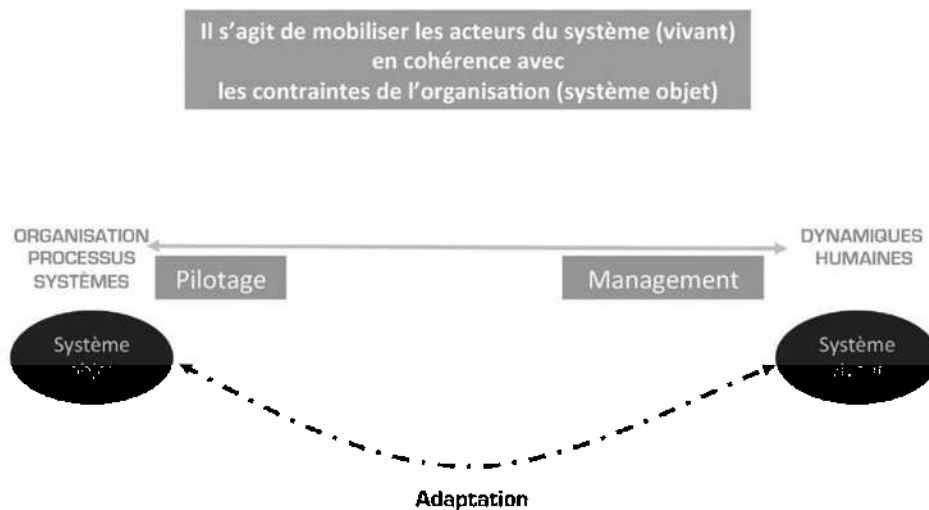 Il s’agit de mobiliser les acteurs du système (vivant)
en cohérence avec
les contraintes de l’organisation (système objet)
ORGANISATION
PROCESSUS
SYSTÈMES
DYNAMIQUES
HUMAINES
Pilotage
Management
Système
Système
Adaptation